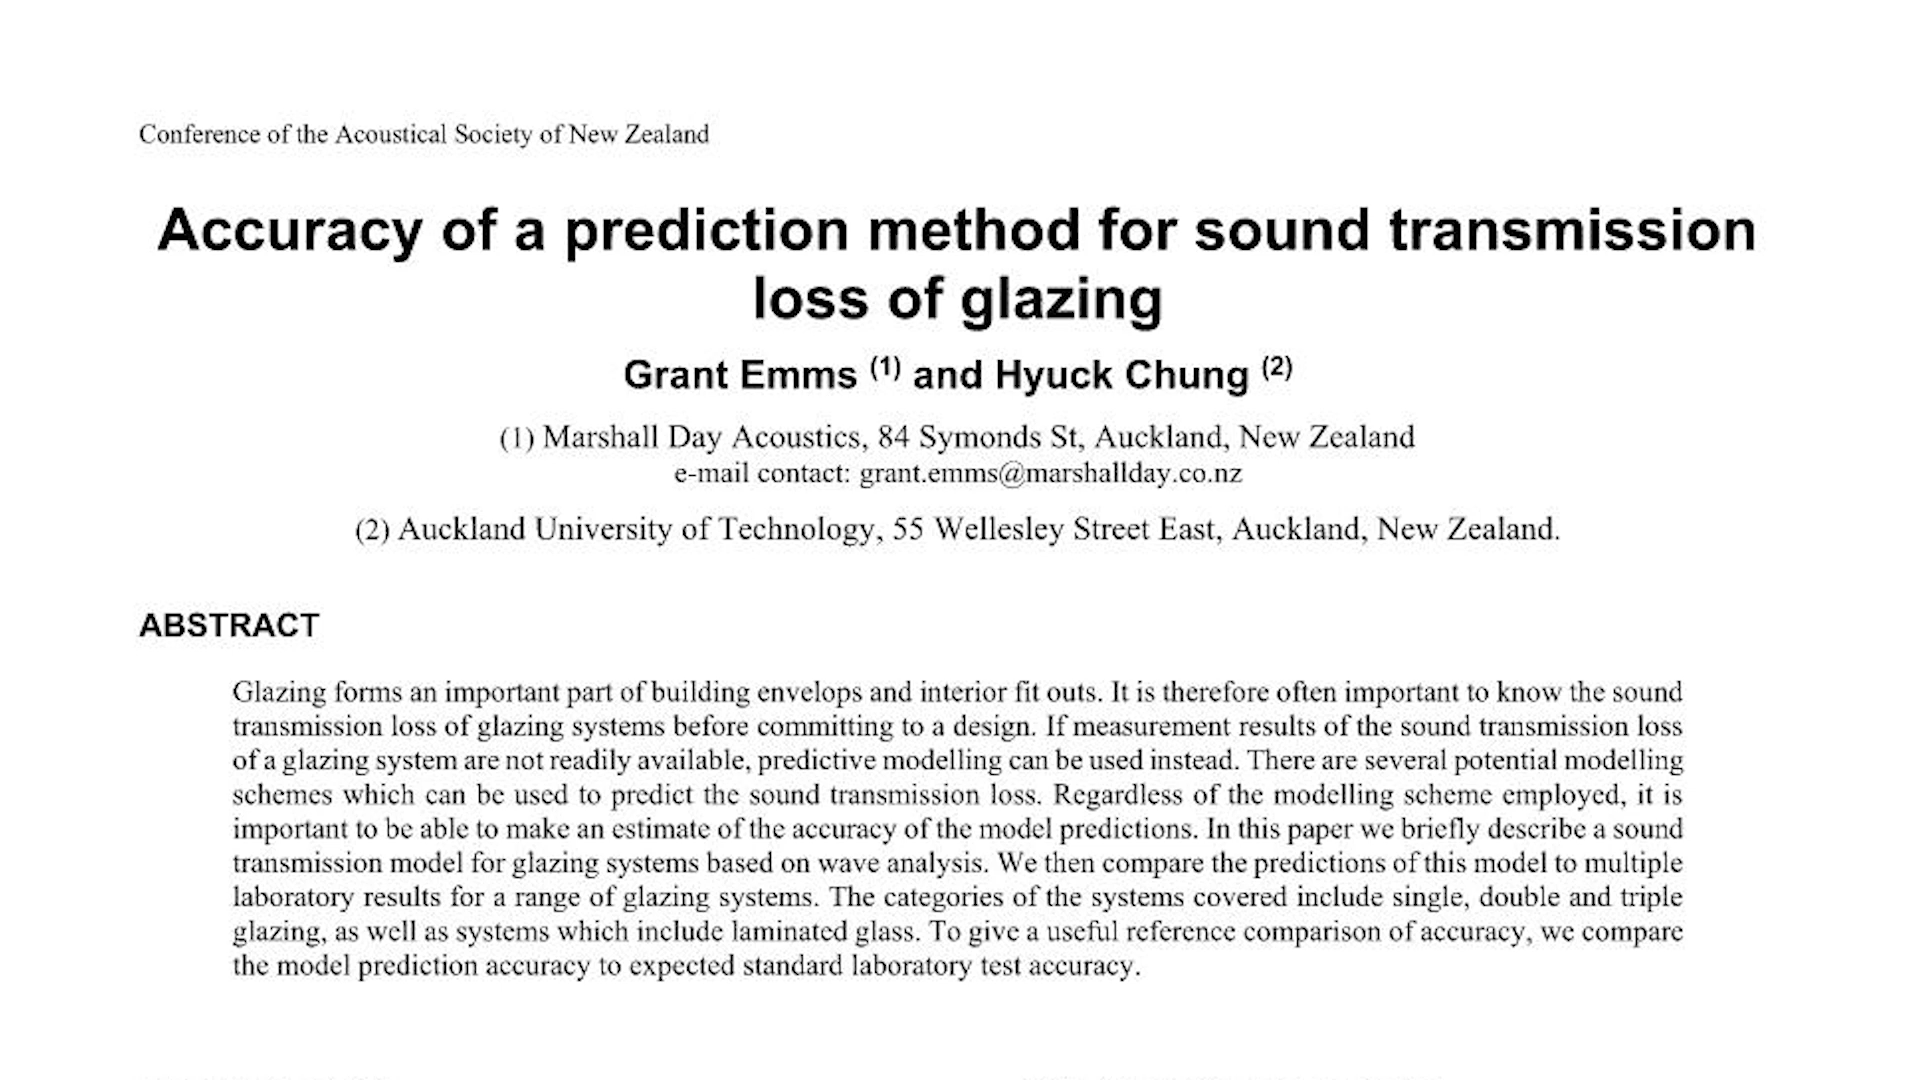 Conference of the Acoustical Society of New Zealand
Accuracy of a prediction method for sound transmission
loss of glazing
Grant Emms (1) and Hyuck Chung (2)
(1) Marshall Day Acoustics, 84 Symonds St, Auckland, New Zealand
e-mail contact: grant.emms@marshallday.co.nz
(2) Auckland University of Technology, 55 Wellesley Street East, Auckland, New Zealand.
ABSTRACT
Glazing forms an important part of building envelops and interior fit outs. It is therefore often important to know the sound
transmission loss of glazing systems before committing to a design. If measurement results of the sound transmission loss
of a glazing system are not readily available, predictive modelling can be used instead. There are several potential modelling
schemes which can be used to predict the sound transmission loss. Regardless of the modelling scheme employed, it is
important to be able to make an estimate of the accuracy of the model predictions. In this paper we briefly describe a sound
transmission model for glazing systems based on wave analysis. We then compare the predictions of this model to multiple
laboratory results for a range of glazing systems. The categories of the systems covered include single, double and triple
glazing, as well as systems which include laminated glass. To give a useful reference comparison of accuracy, we compare
the model prediction accuracy to expected standard laboratory test accuracy.